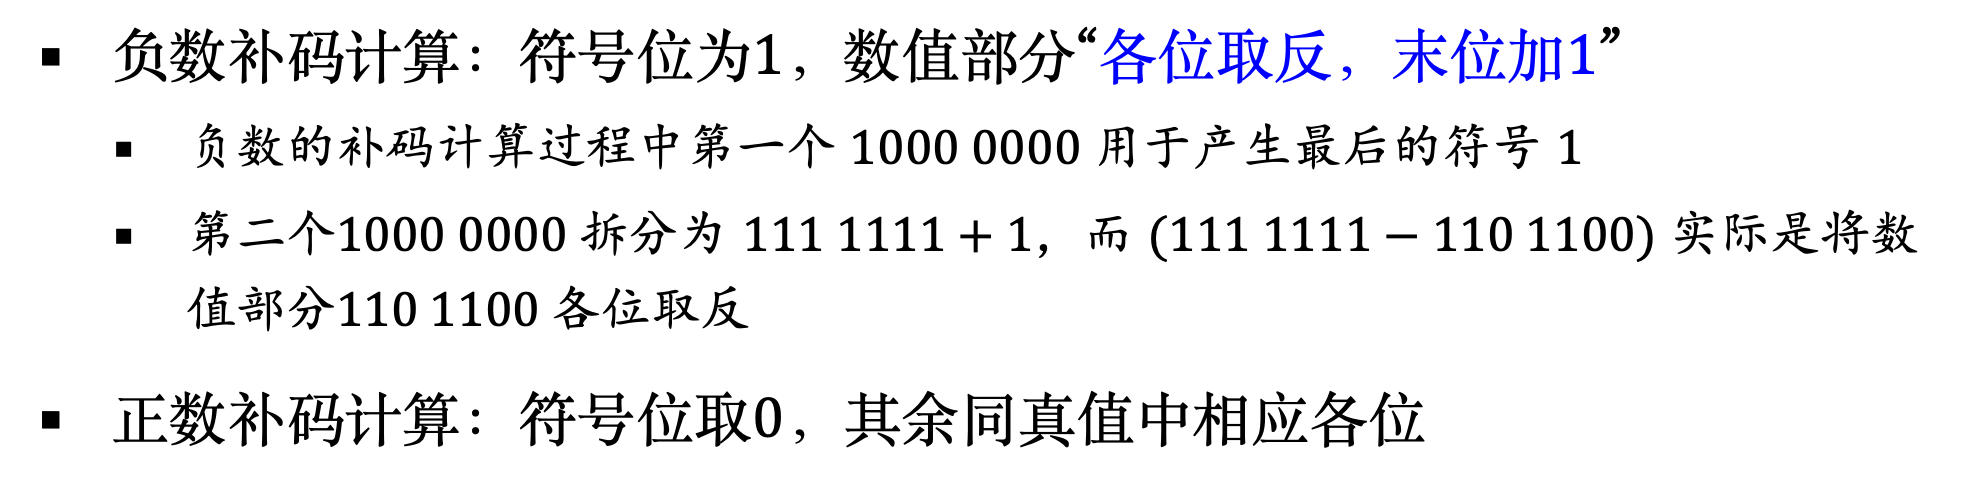 ▪ 负数补码计算：符号位为1，数值部分“各位取反，末位加1”
▪ 负数的补码计算过程中第一个 1000 0000 用于产生最后的符号 1
▪ 第二个1000 0000 拆分为 111 1111 + 1，而 (111 1111 − 110 1100) 实际是将数
值部分110 1100 各位取反
▪ 正数补码计算：符号位取0，其余同真值中相应各位